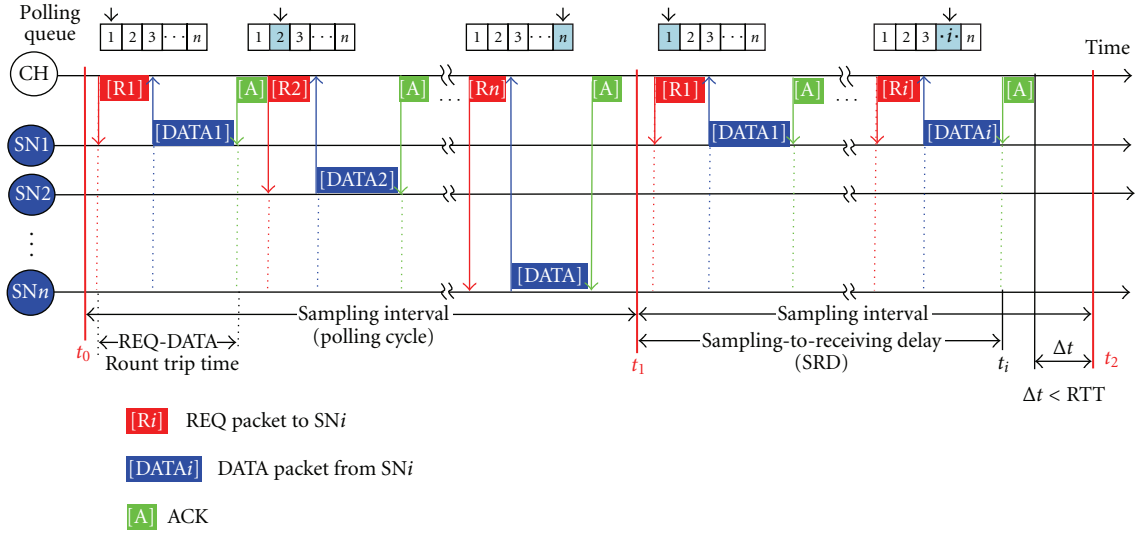 Polling
queue
1 2 3 ··· n
1 2 3 ··· n
1 2 3 ··· n
1 2 3 ··· n
1 2 3 ·i· n
Time
CH
[R1] [A] [R2] [A] ... [Rn] [A] [R1] [A] ... [Ri] [A]
SN1
[DATA1] [DATA1] [DATAi]
SN2
[DATA2]
...
SNn
[DATA]
Sampling interval
(polling cycle)
Sampling interval
REQ-DATA
Rount trip time
Sampling-to-receiving delay
(SRD)
Δt
t0 t1 ti t2
Δt < RTT
[Ri] REQ packet to SNi
[DATAi] DATA packet from SNi
[A] ACK